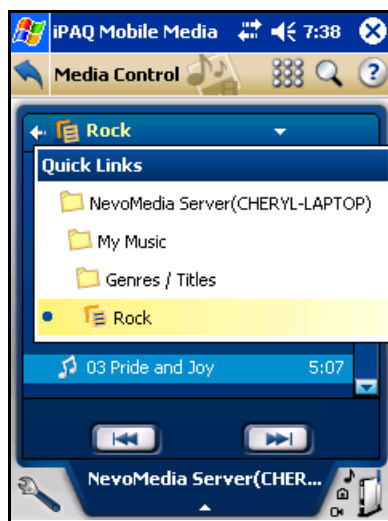 iPAQ Mobile Media 7:38
Media Control
Rock
Quick Links
NevoMedia Server(CHERYL-LAPTOP)
My Music
Genres / Titles
Rock
03 Pride and Joy 5:07
NevoMedia Server(CHER...